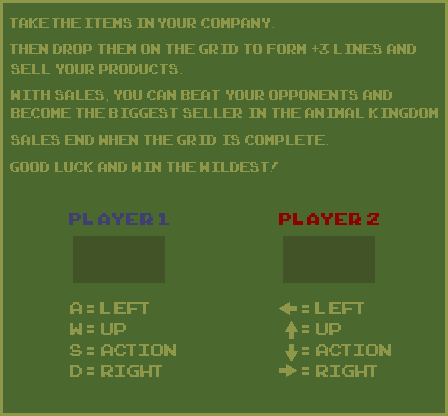 TAKE THE ITEMS IN YOUR COMPANY.
THEN DROP THEM ON THE GRID TO FORM +3 LINES AND
SELL YOUR PRODUCTS.
WITH SALES, YOU CAN BEAT YOUR OPPONENTS AND
BECOME THE BIGGEST SELLER IN THE ANIMAL KINGDOM
SALES END WHEN THE GRID IS COMPLETE.
GOOD LUCK AND WIN THE WILDEST!
PLAYER 1 PLAYER 2
A = LEFT ← = LEFT
W = UP ↑ = UP
S = ACTION ↓ = ACTION
D = RIGHT → = RIGHT